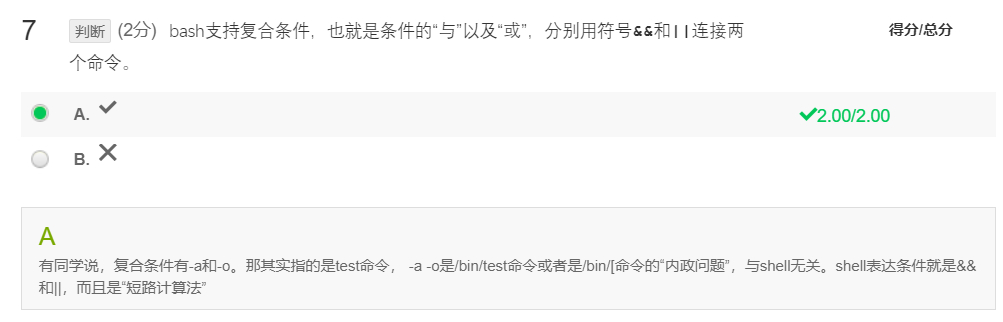 7 判断 (2分) bash支持复合条件，也就是条件的“与”以及“或”，分别用符号&&和||连接两 得分/总分
个命令。
A. ✓ ✓2.00/2.00
B. ✕
A
有同学说，复合条件有-a和-o。那其实指的是test命令， -a -o是/bin/test命令或者是/bin/[命令的“内政问题”，与shell无关。shell表达条件就是&&
和||，而且是“短路计算法”